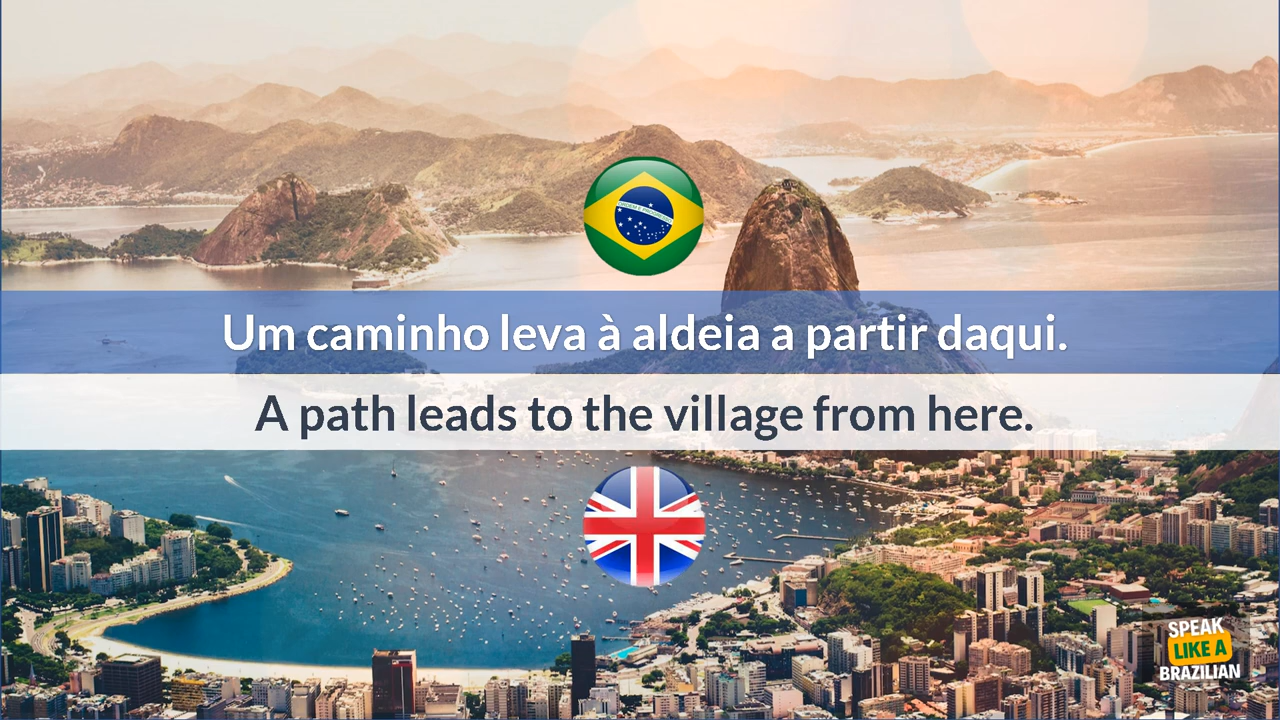 Um caminho leva à aldeia a partir daqui.
A path leads to the village from here.
SPEAK
LIKE A
BRAZILIAN